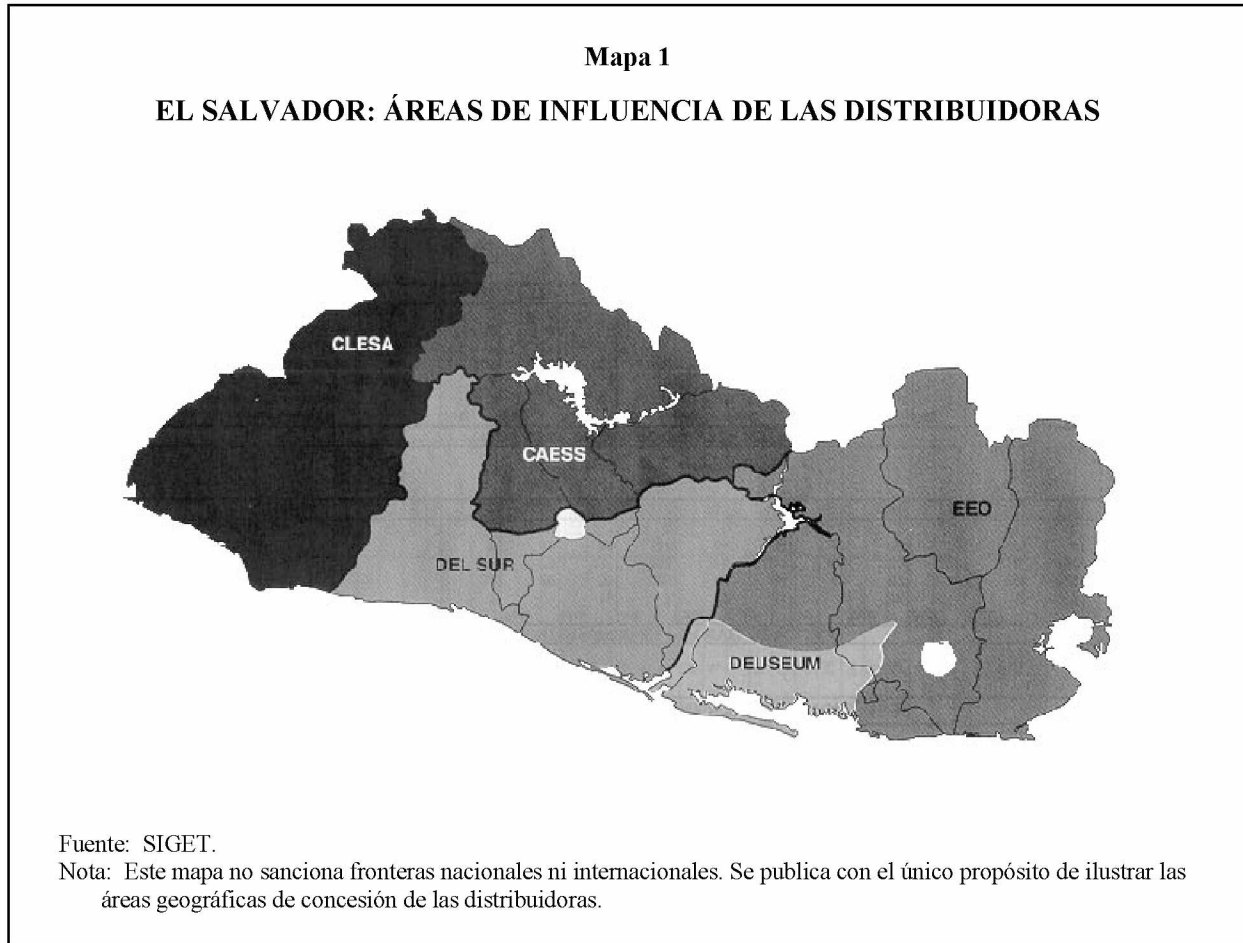 Mapa 1
EL SALVADOR: ÁREAS DE INFLUENCIA DE LAS DISTRIBUIDORAS
CLESA
CAESS
EEO
DEL SUR
DEUSEUM
Fuente: SIGET.
Nota: Este mapa no sanciona fronteras nacionales ni internacionales. Se publica con el único propósito de ilustrar las
áreas geográficas de concesión de las distribuidoras.